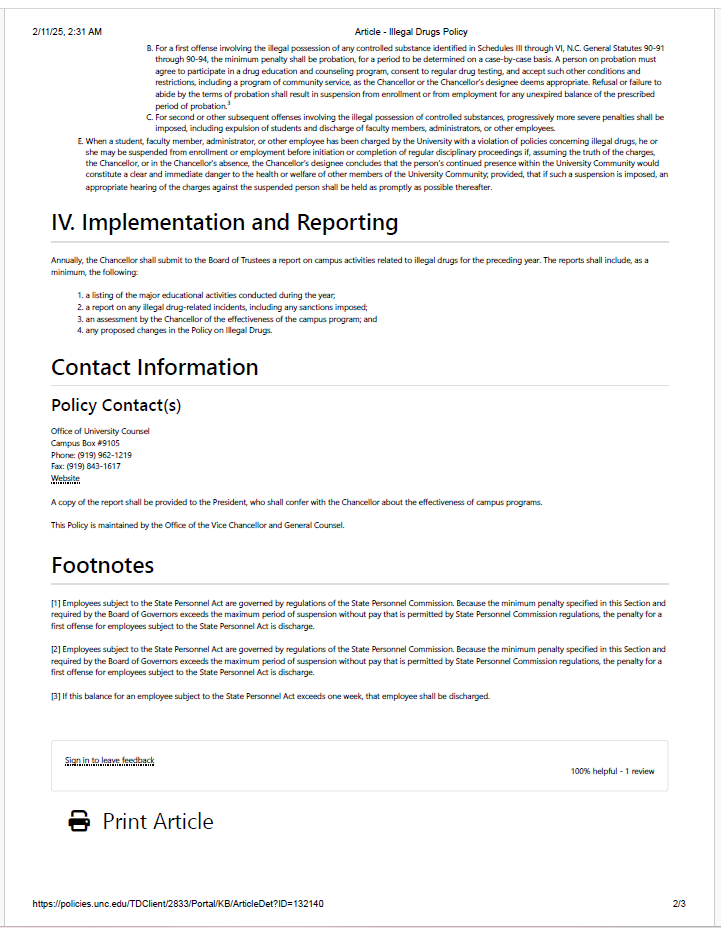 2/11/25, 2:31 AM
Article - Illegal Drugs Policy
B. For a first offense involving the illegal possession of any controlled substance identified in Schedules III through VI, N.C. General Statutes 90-91
through 90-94, the minimum penalty shall be probation, for a period to be determined on a case-by-case basis. A person on probation must
agree to participate in a drug education and counseling program, consent to regular drug testing, and accept such other conditions and
restrictions, including a program of community service, as the Chancellor or the Chancellor's designee deems appropriate. Refusal or failure to
abide by the terms of probation shall result in suspension from enrollment or from employment for any unexpired balance of the prescribed
period of probation.3
C. For second or other subsequent offenses involving the illegal possession of controlled substances, progressively more severe penalties shall be
imposed, including expulsion of students and discharge of faculty members, administrators, or other employees.
E. When a student, faculty member, administrator, or other employee has been charged by the University with a violation of policies concerning illegal drugs, he or
she may be suspended from enrollment or employment before initiation or completion of regular disciplinary proceedings if, assuming the truth of the charges,
the Chancellor, or in the Chancellor's absence, the Chancellor's designee concludes that the person's continued presence within the University Community would
constitute a clear and immediate danger to the health or welfare of other members of the University Community; provided, that if such a suspension is imposed, an
appropriate hearing of the charges against the suspended person shall be held as promptly as possible thereafter.
IV. Implementation and Reporting
Annually, the Chancellor shall submit to the Board of Trustees a report on campus activities related to illegal drugs for the preceding year. The reports shall include, as a
minimum, the following:
1. a listing of the major educational activities conducted during the year;
2. a report on any illegal drug-related incidents, including any sanctions imposed;
3. an assessment by the Chancellor of the effectiveness of the campus program; and
4. any proposed changes in the Policy on Illegal Drugs.
Contact Information
Policy Contact(s)
Office of University Counsel
Campus Box #9105
Phone: (919) 962-1219
Fax: (919) 843-1617
Website
A copy of the report shall be provided to the President, who shall confer with the Chancellor about the effectiveness of campus programs.
This Policy is maintained by the Office of the Vice Chancellor and General Counsel.
Footnotes
[1] Employees subject to the State Personnel Act are governed by regulations of the State Personnel Commission. Because the minimum penalty specified in this Section and
required by the Board of Governors exceeds the maximum period of suspension without pay that is permitted by State Personnel Commission regulations, the penalty for a
first offense for employees subject to the State Personnel Act is discharge.
[2] Employees subject to the State Personnel Act are governed by regulations of the State Personnel Commission. Because the minimum penalty specified in this Section and
required by the Board of Governors exceeds the maximum period of suspension without pay that is permitted by State Personnel Commission regulations, the penalty for a
first offense for employees subject to the State Personnel Act is discharge.
[3] If this balance for an employee subject to the State Personnel Act exceeds one week, that employee shall be discharged.
Sign in to leave feedback
100% helpful - 1 review
Print Article
https://policies.unc.edu/TDClient/2833/Portal/KB/ArticleDet?ID=132140
2/3